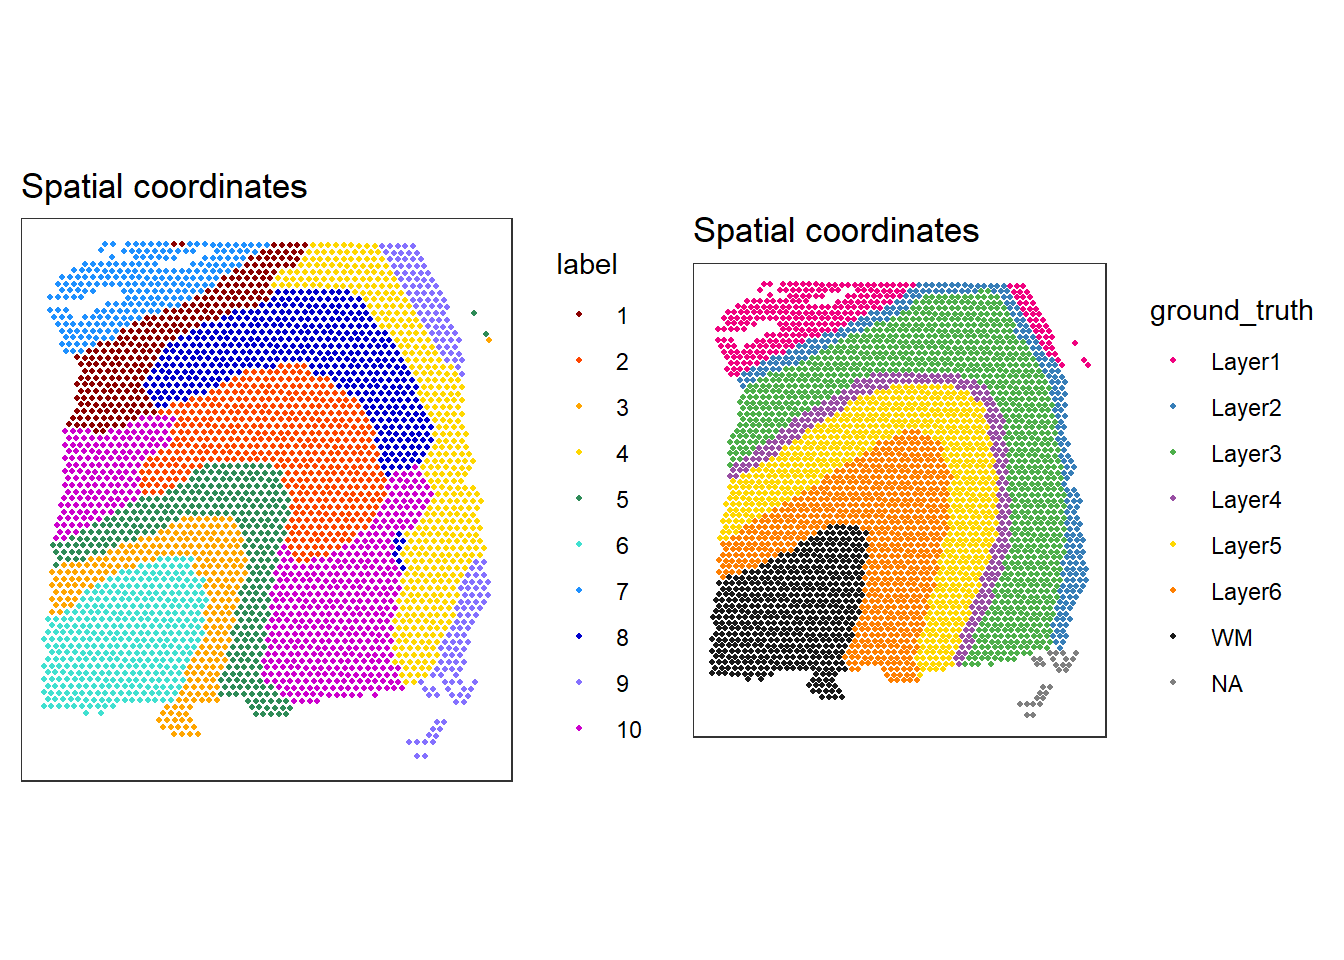 Spatial coordinates
label
1
2
3
4
5
6
7
8
9
10
Spatial coordinates
ground_truth
Layer1
Layer2
Layer3
Layer4
Layer5
Layer6
WM
NA